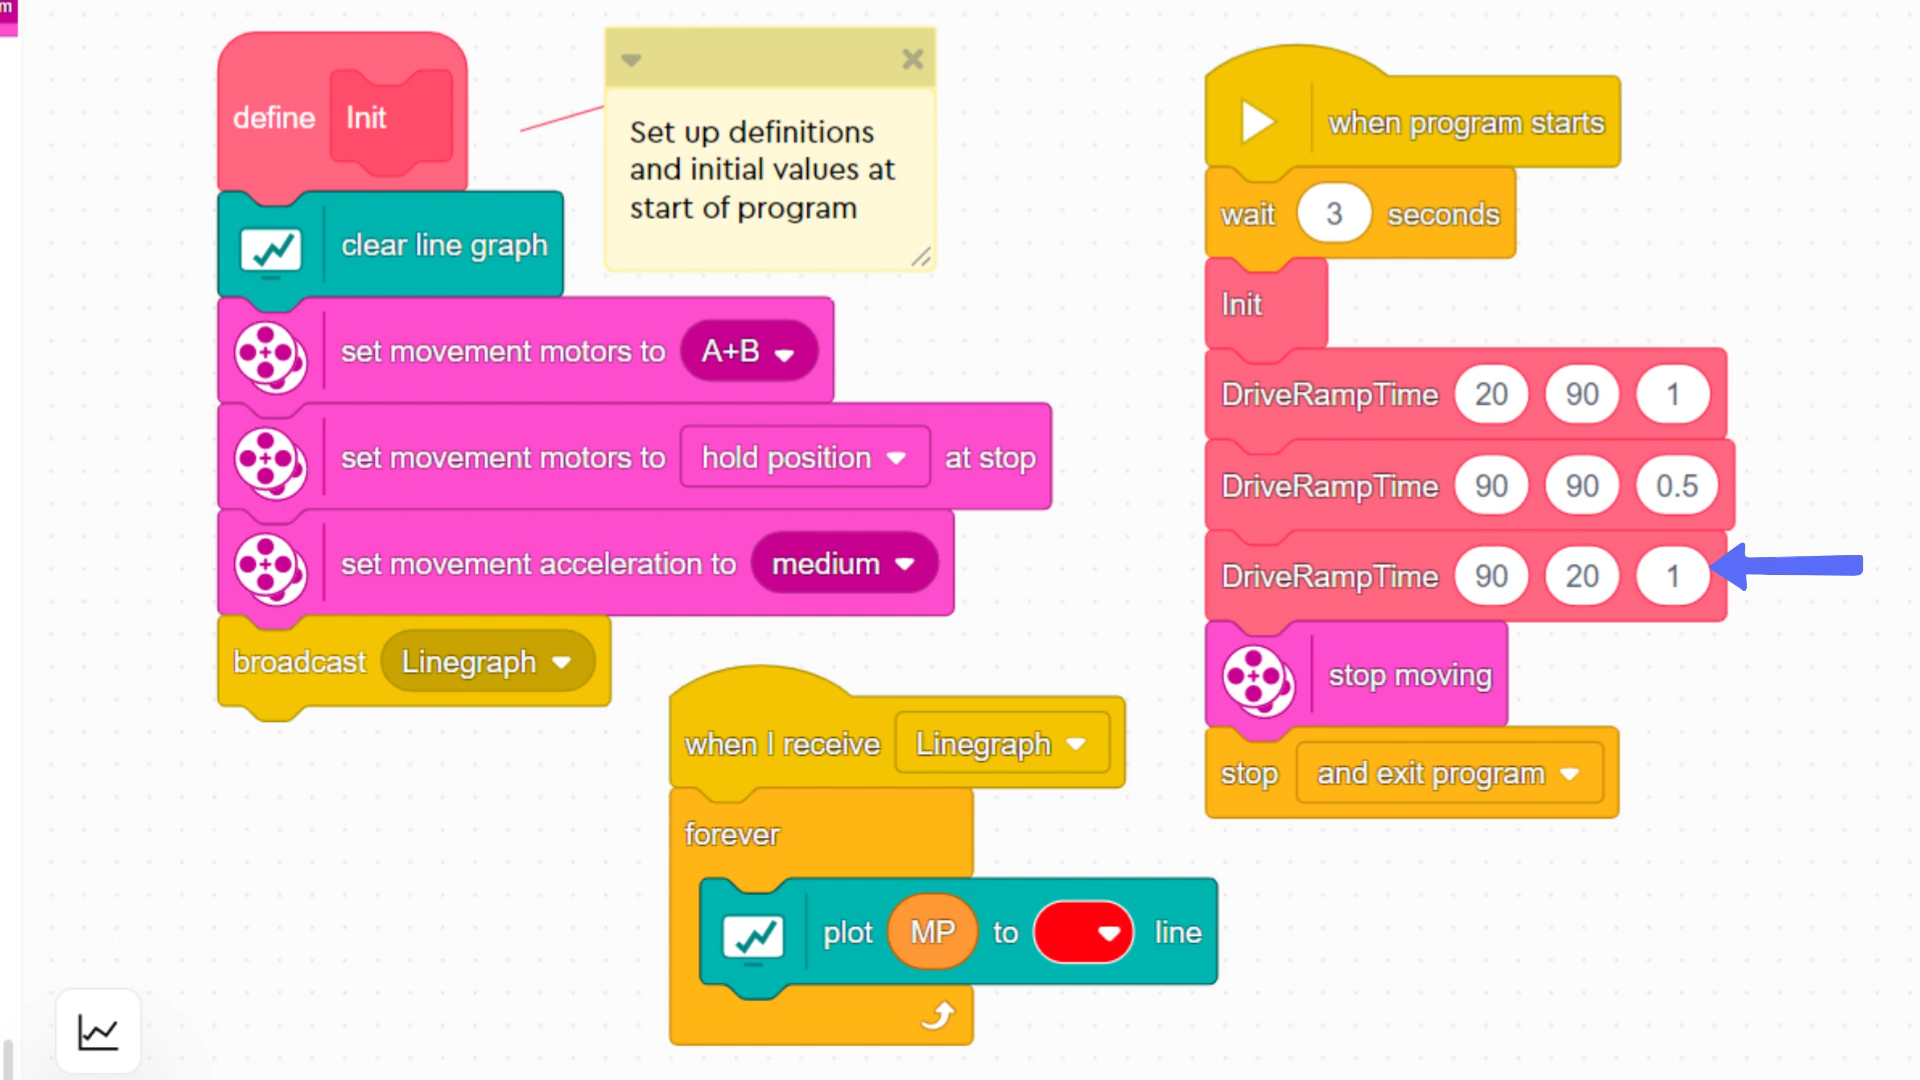 m
define Init
clear line graph
set movement motors to A+B
set movement motors to hold position at stop
set movement acceleration to medium
broadcast Linegraph
Set up definitions
and initial values at
start of program
when I receive Linegraph
forever
plot MP to line
when program starts
wait 3 seconds
Init
DriveRampTime 20 90 1
DriveRampTime 90 90 0.5
DriveRampTime 90 20 1
stop moving
stop and exit program